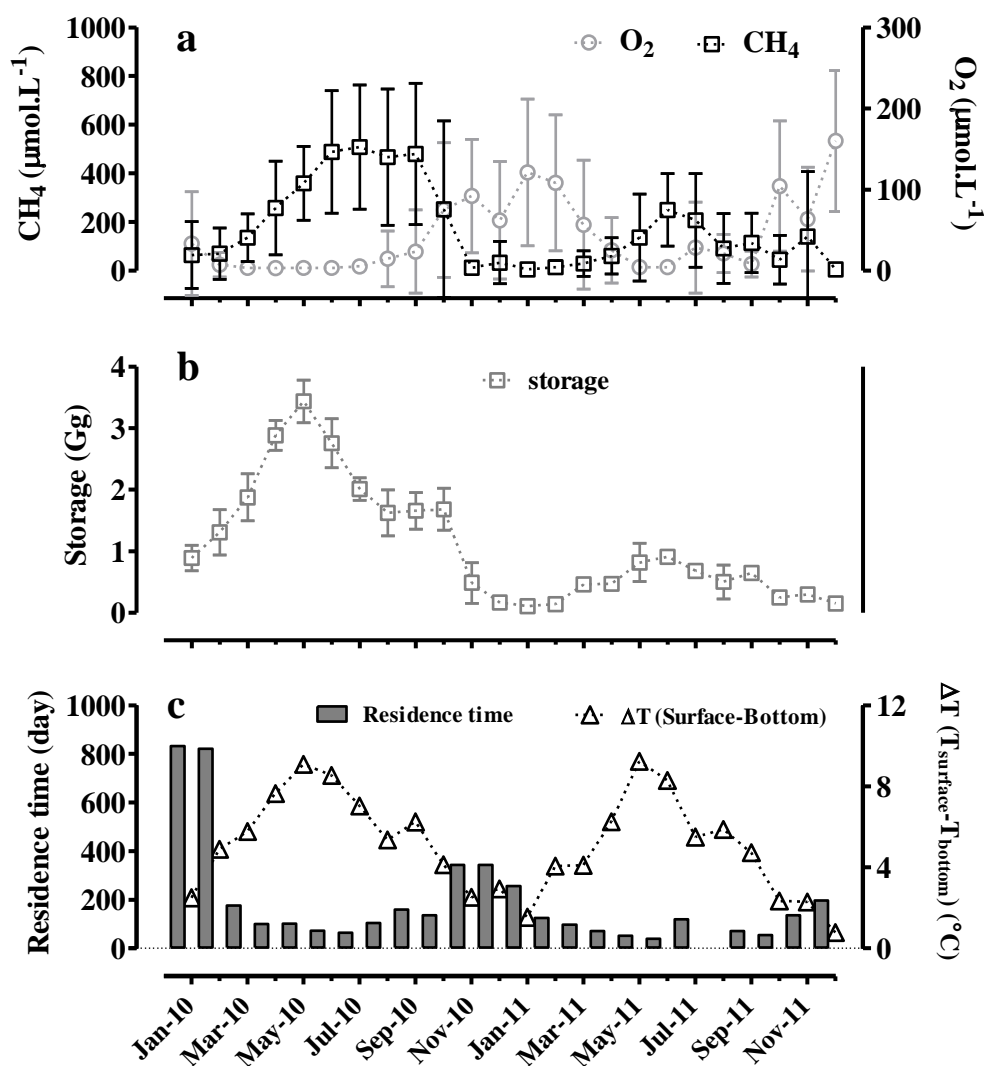 a
O₂ CH₄
CH₄ (µmol.L⁻¹)
1000
800
600
400
200
0
300
200
100
0
O₂ (µmol.L⁻¹)
b
storage
Storage (Gg)
4
3
2
1
0
c
Residence time ΔT (Surface-Bottom)
Residence time (day)
1000
800
600
400
200
0
12
8
4
0
ΔT (Tsurface-Tbottom) (°C)
Jan-10 Mar-10 May-10 Jul-10 Sep-10 Nov-10 Jan-11 Mar-11 May-11 Jul-11 Sep-11 Nov-11